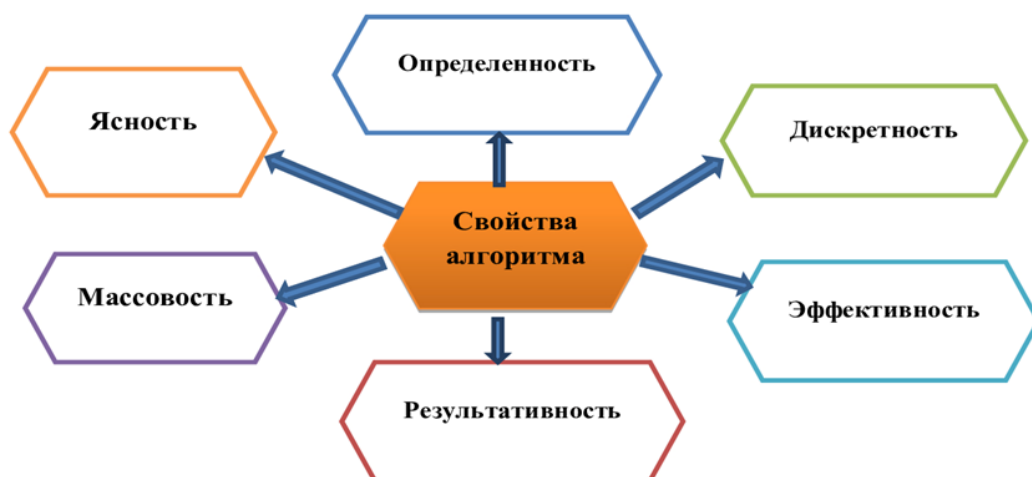 Определенность
Ясность
Дискретность
Свойства
алгоритма
Массовость
Эффективность
Результативность